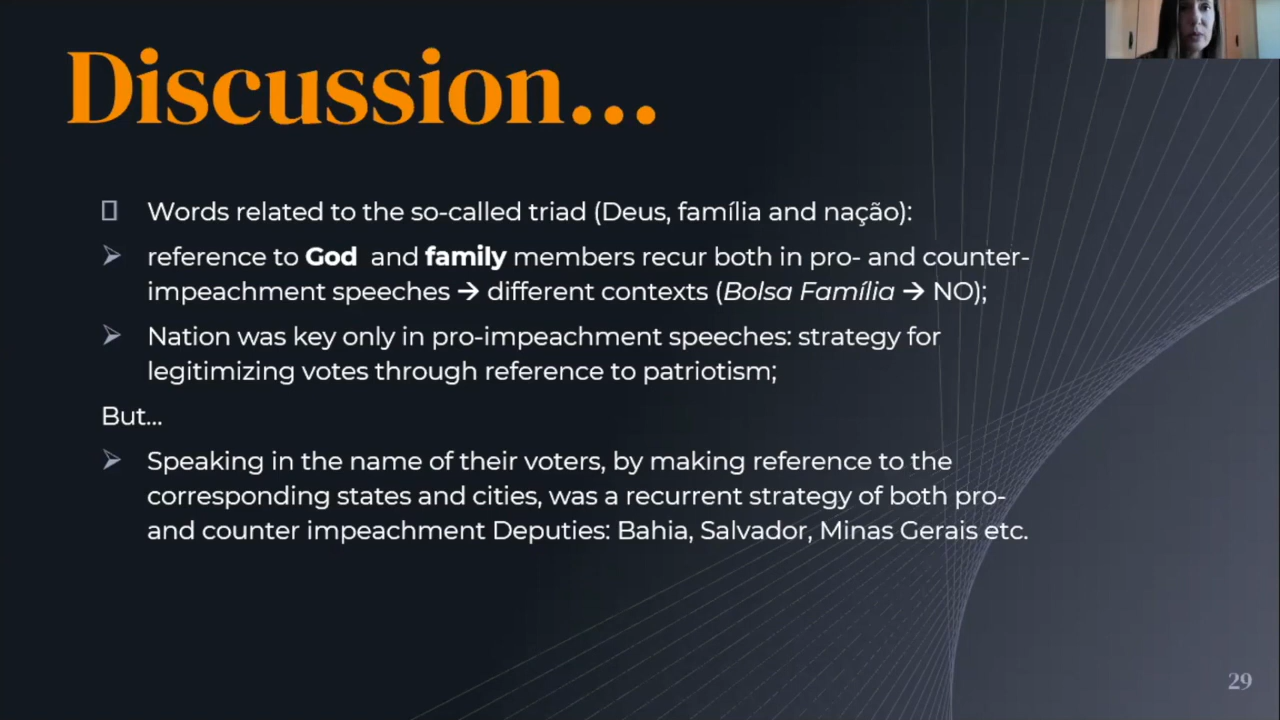 Discussion...
Words related to the so-called triad (Deus, família and nação):
reference to God and family members recur both in pro- and counter-
impeachment speeches → different contexts (Bolsa Família → NO);
Nation was key only in pro-impeachment speeches: strategy for
legitimizing votes through reference to patriotism;
But...
Speaking in the name of their voters, by making reference to the
corresponding states and cities, was a recurrent strategy of both pro-
and counter impeachment Deputies: Bahia, Salvador, Minas Gerais etc.
29